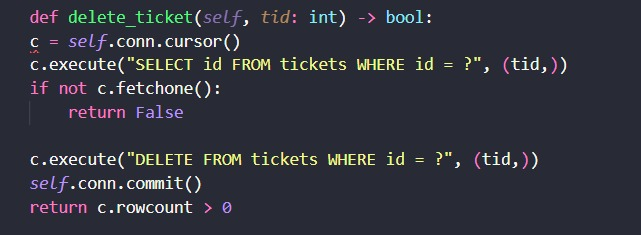 def delete_ticket(self, tid: int) -> bool:
c = self.conn.cursor()
c.execute("SELECT id FROM tickets WHERE id = ?", (tid,))
if not c.fetchone():
    return False

c.execute("DELETE FROM tickets WHERE id = ?", (tid,))
self.conn.commit()
return c.rowcount > 0